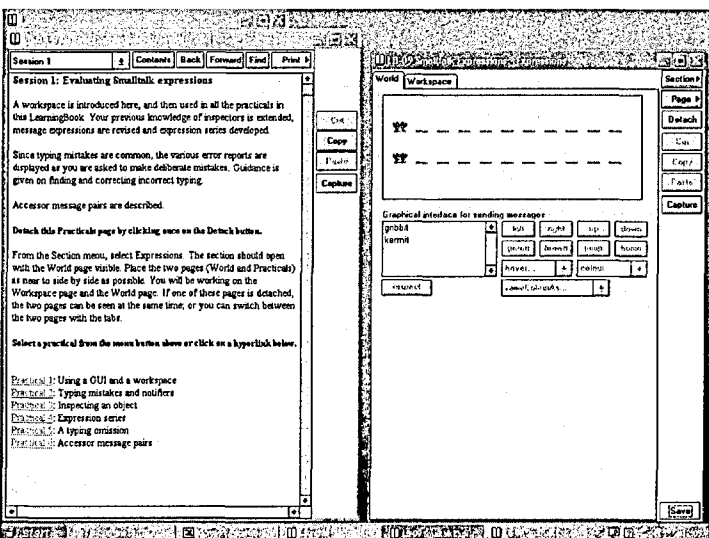 Session 1
Contents Back Forward Find Print
Session 1: Evaluating Smalltalk expressions
A workspace is introduced here, and then used in all the practicals in
this LearningBook. Your previous knowledge of inspectors is extended,
message expressions are revised and expression series developed.
Since typing mistakes are common, the various error reports are
displayed as you are asked to make deliberate mistakes. Guidance is
given on finding and correcting incorrect typing.
Accessor message pairs are described.
Detach this Practicals page by clicking once on the Detach button.
From the Section menu, select Expressions. The section should open
with the World page visible. Place the two pages (World and Practicals)
as near to side by side as possible. You will be working on the
Workspace page and the World page. If one of these pages is detached,
the two pages can be seen at the same time, or you can switch between
the two pages with the tabs.
Select a practical from the menu button above or click on a hyperlink below.
Practical 1: Using a GUI and a workspace
Practical 2: Typing mistakes and notifiers
Practical 3: Inspecting an object
Practical 4: Expression series
Practical 5: A typing omission
Practical 6: Accessor message pairs
Cut
Copy
Paste
Capture
World Workspace
Graphical interface for sending messages
gribbit
kermit
left right up down
green brown jump home
hover... colour
inspect
Section
Page
Detach
Cut
Copy
Paste
Capture
Save